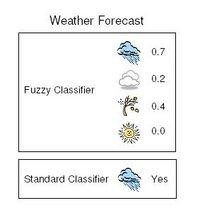 Weather Forecast
0.7
0.2
Fuzzy Classifier
0.4
0.0
Standard Classifier Yes